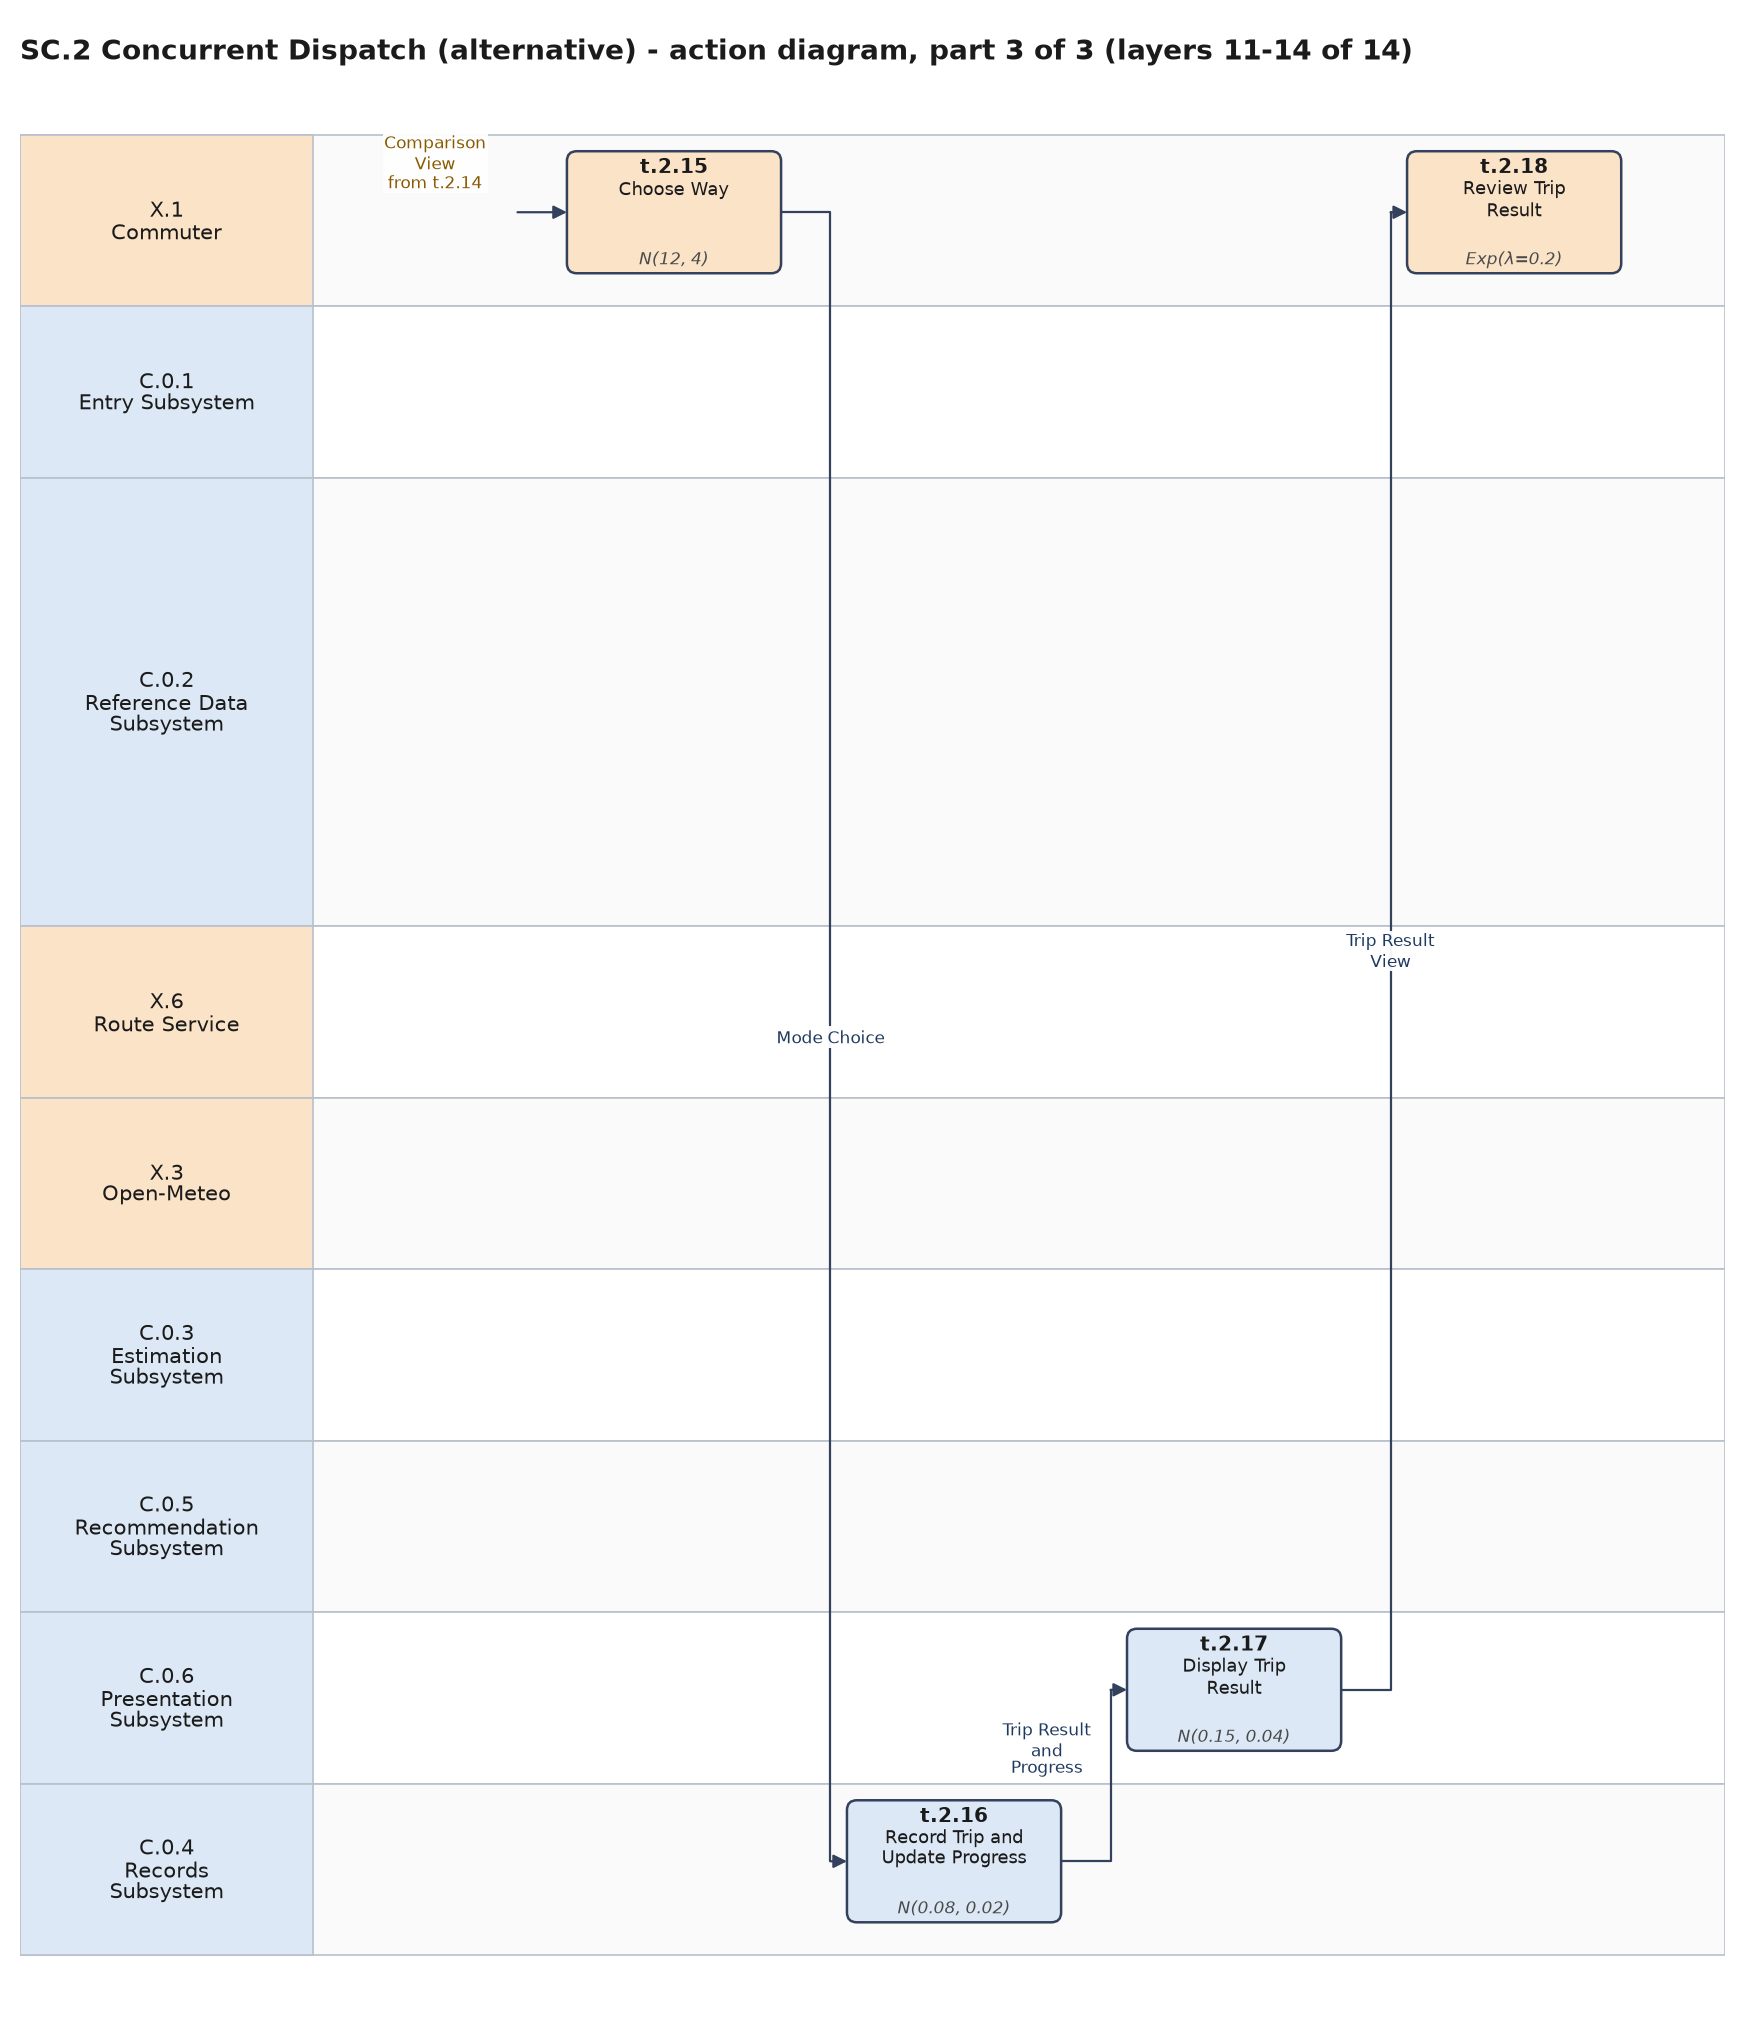 SC.2 Concurrent Dispatch (alternative) - action diagram, part 3 of 3 (layers 11-14 of 14)
X.1
Commuter
Comparison
View
from t.2.14
t.2.15
Choose Way
N(12, 4)
t.2.18
Review Trip
Result
Exp(λ=0.2)
C.0.1
Entry Subsystem
C.0.2
Reference Data
Subsystem
X.6
Route Service
Trip Result
View
Mode Choice
X.3
Open-Meteo
C.0.3
Estimation
Subsystem
C.0.5
Recommendation
Subsystem
C.0.6
Presentation
Subsystem
t.2.17
Display Trip
Result
N(0.15, 0.04)
Trip Result
and
Progress
C.0.4
Records
Subsystem
t.2.16
Record Trip and
Update Progress
N(0.08, 0.02)